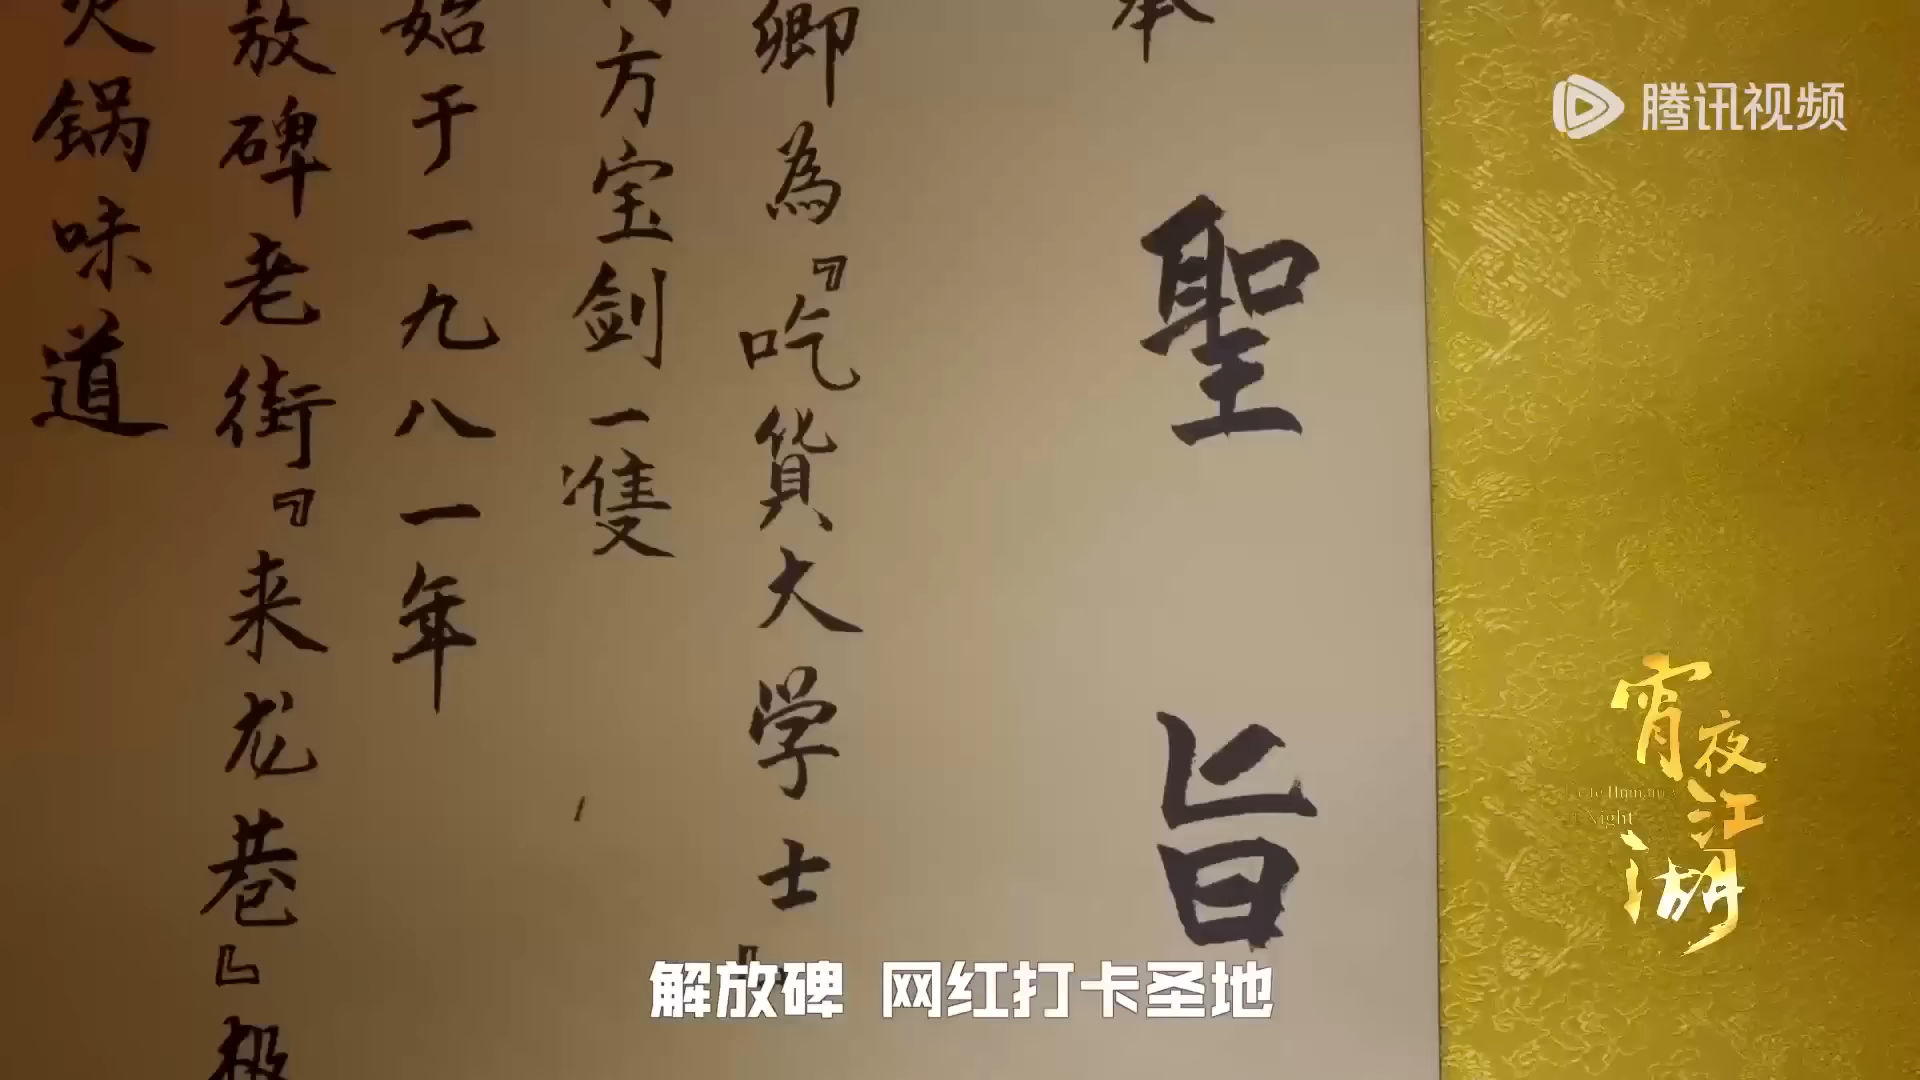 腾讯视频
聖旨
卿為『吃貨大学士』
方宝剑一隻
始于一九八一年
放碑老街『来龙巷』极
火锅味道
宵夜江湖
Night
解放碑 网红打卡圣地